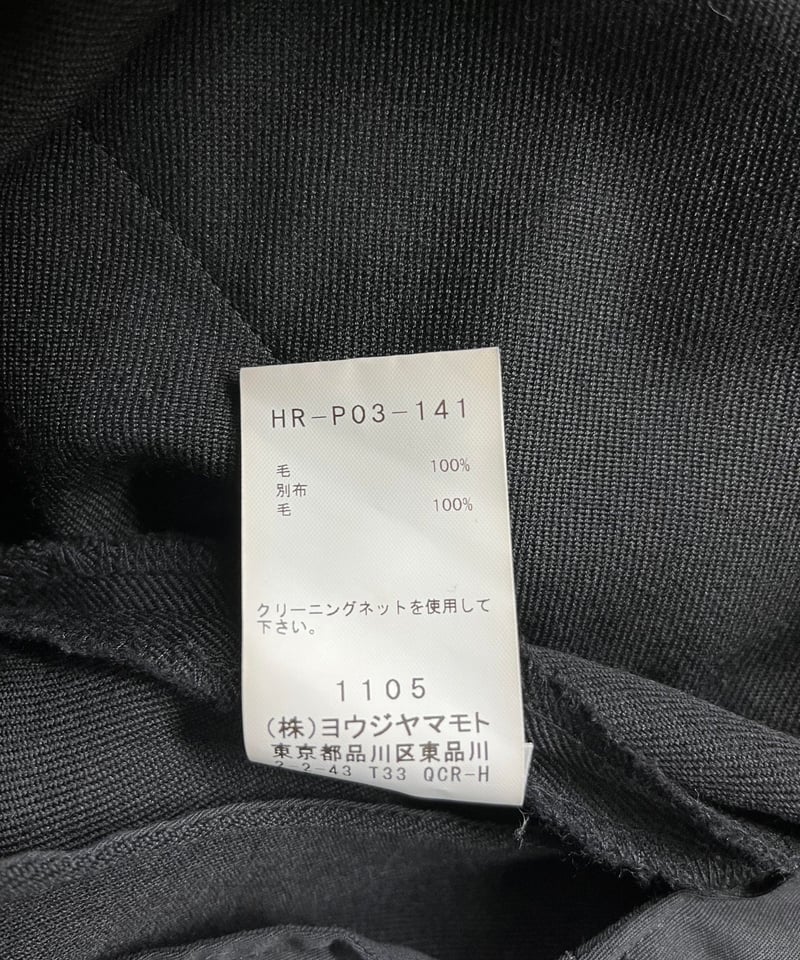 HR-P03-141
毛 100%
別布
毛 100%
クリーニングネットを使用して
下さい。
1105
(株)ヨウジヤマモト
東京都品川区東品川
2-2-43 T33 QCR-H